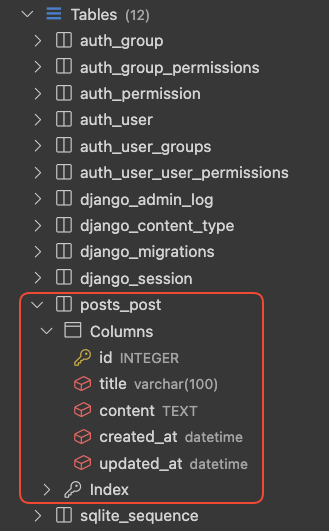 Tables (12)
auth_group
auth_group_permissions
auth_permission
auth_user
auth_user_groups
auth_user_user_permissions
django_admin_log
django_content_type
django_migrations
django_session
posts_post
Columns
id INTEGER
title varchar(100)
content TEXT
created_at datetime
updated_at datetime
Index
sqlite_sequence